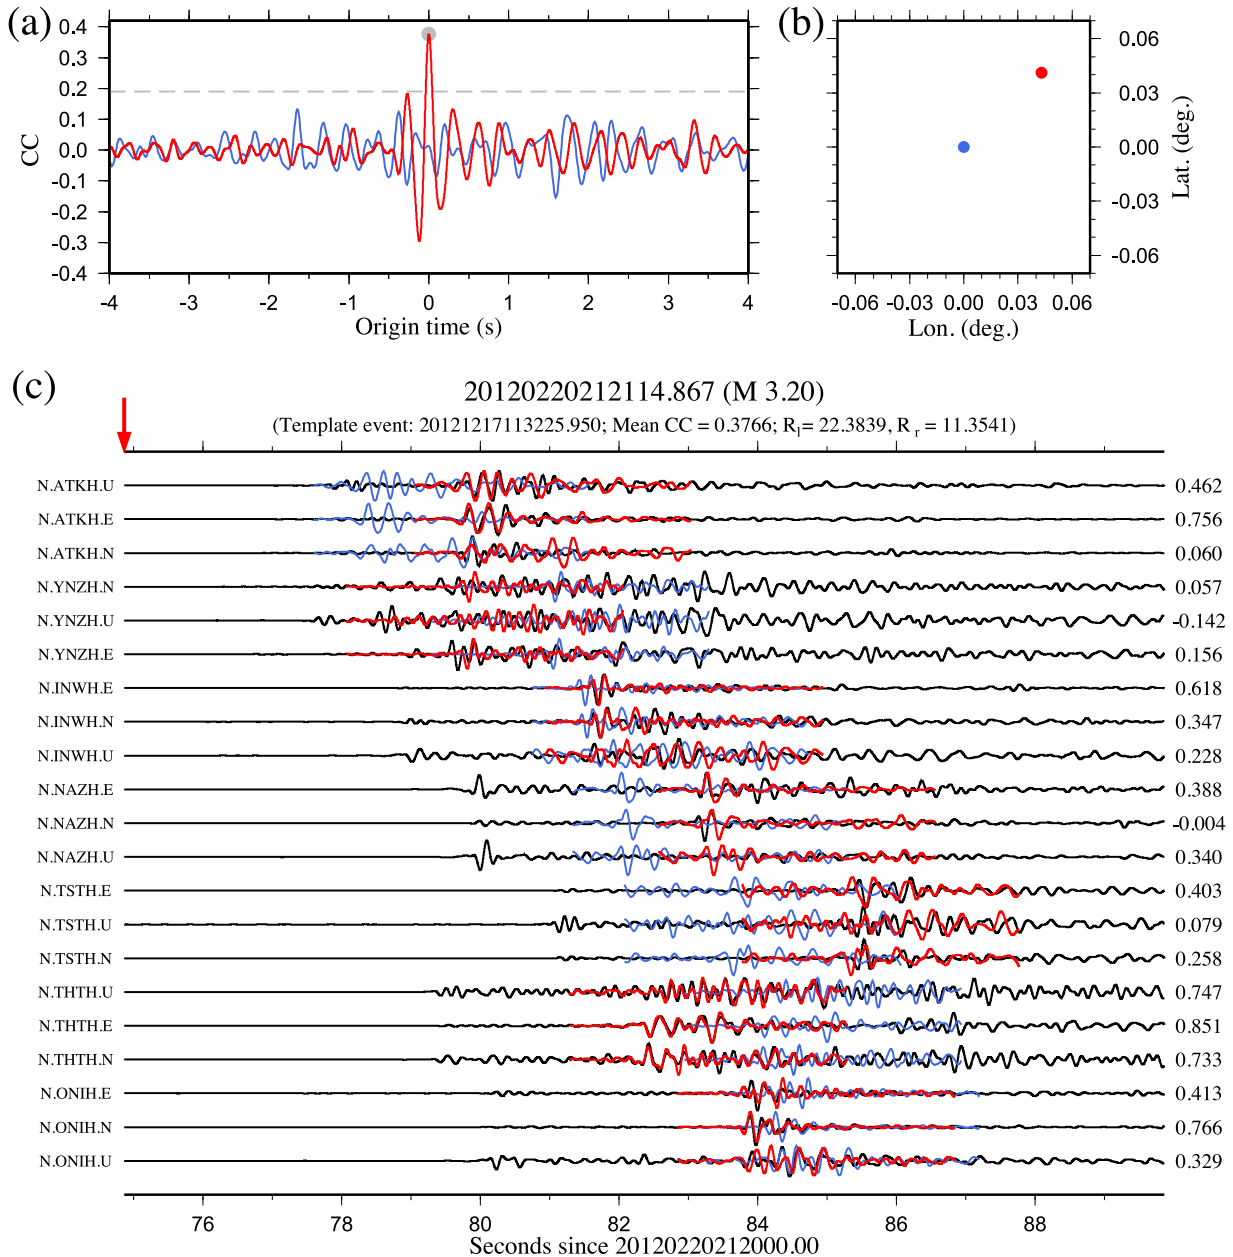 (a)
0.4
0.3
0.2
0.1
0.0
-0.1
-0.2
-0.3
-0.4
CC
-4 -3 -2 -1 0 1 2 3 4
Origin time (s)
(b)
0.06
0.03
0.00
-0.03
-0.06
Lat. (deg.)
-0.06 -0.03 0.00 0.03 0.06
Lon. (deg.)
(c)
20120220212114.867 (M 3.20)
(Template event: 20121217113225.950; Mean CC = 0.3766; Rl= 22.3839, R r = 11.3541)
N.ATKH.U 0.462
N.ATKH.E 0.756
N.ATKH.N 0.060
N.YNZH.N 0.057
N.YNZH.U -0.142
N.YNZH.E 0.156
N.INWH.E 0.618
N.INWH.N 0.347
N.INWH.U 0.228
N.NAZH.E 0.388
N.NAZH.N -0.004
N.NAZH.U 0.340
N.TSTH.E 0.403
N.TSTH.U 0.079
N.TSTH.N 0.258
N.THTH.U 0.747
N.THTH.E 0.851
N.THTH.N 0.733
N.ONIH.E 0.413
N.ONIH.N 0.766
N.ONIH.U 0.329
76 78 80 82 84 86 88
Seconds since 20120220212000.00